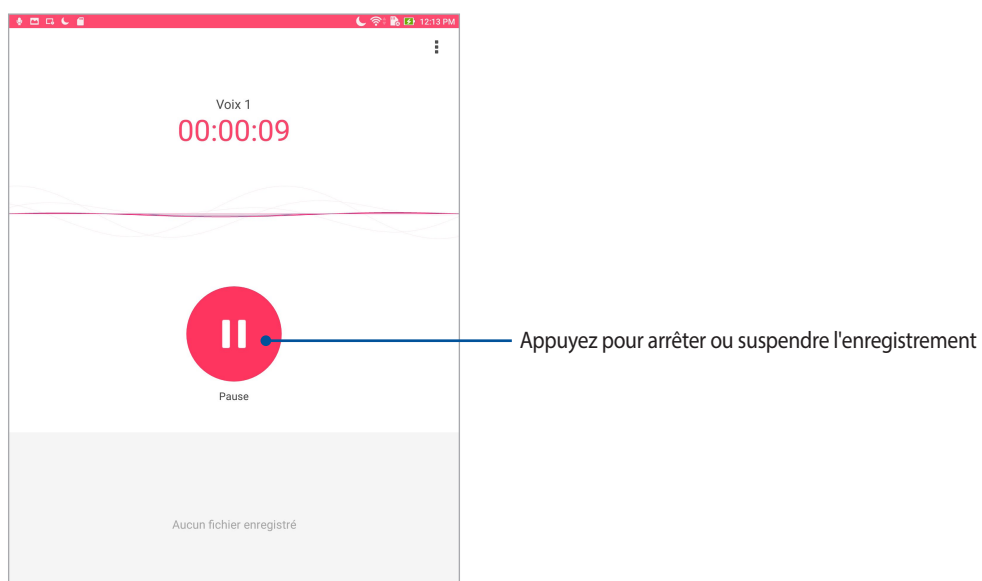 12:13 PM
Voix 1
00:00:09
Appuyez pour arrêter ou suspendre l'enregistrement
Pause
Aucun fichier enregistré